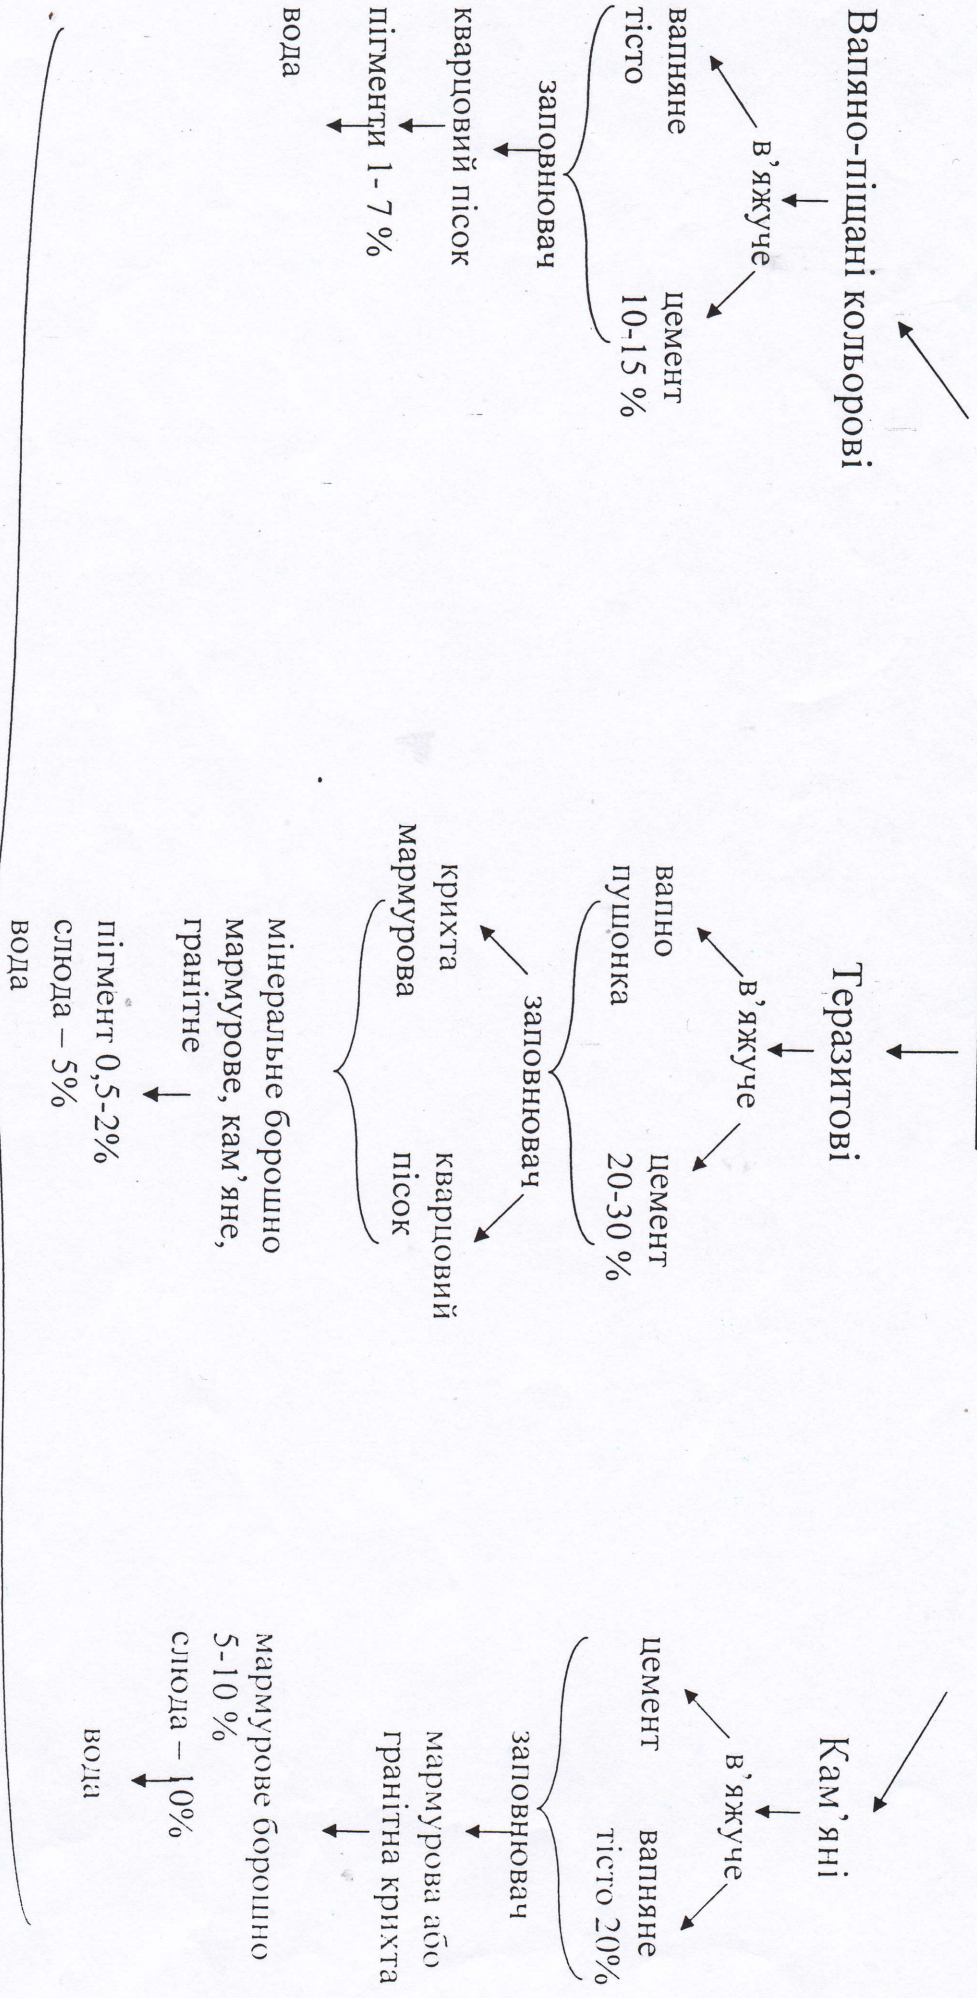 Вапяно-піщані кольорові
в’яжуче
вапняне
тісто
цемент
10-15 %
заповнювач
кварцовий пісок
пігменти 1- 7 %
вода
Теразитові
в’яжуче
вапно
пушонка
цемент
20-30 %
заповнювач
крихта
мармурова
кварцовий
пісок
мінеральне борошно
мармурове, кам’яне,
гранітне
пігмент 0,5-2%
слюда – 5%
вода
Кам’яні
в’яжуче
цемент
вапняне
тісто 20%
заповнювач
мармурова або
гранітна крихта
мармурове борошно
5-10 %
слюда – 10%
вода